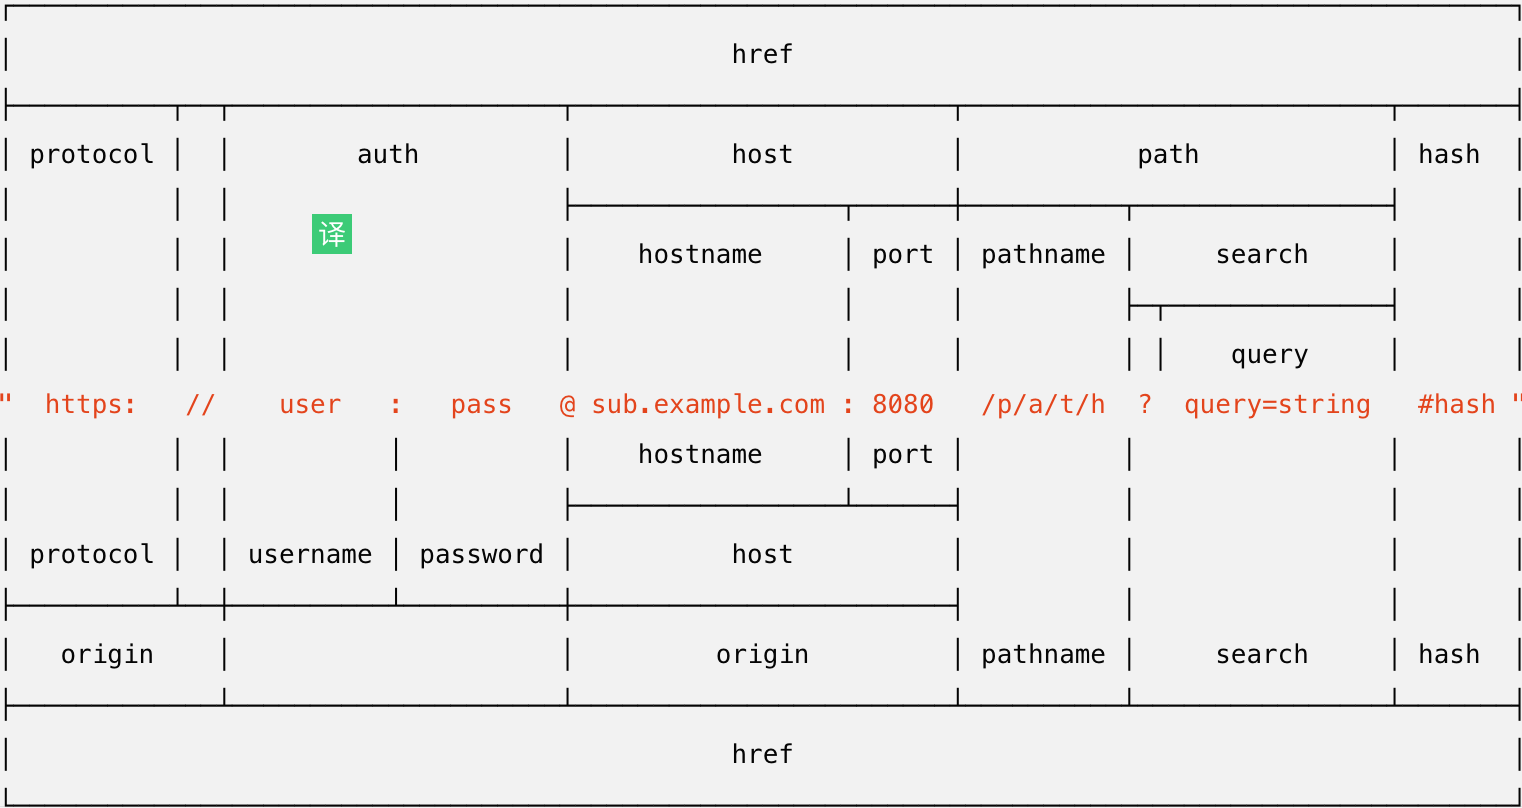 href
protocol auth host path hash
译
hostname port pathname search
query
" https: // user : pass @ sub.example.com : 8080 /p/a/t/h ? query=string #hash "
hostname port
protocol username password host
origin origin pathname search hash
href